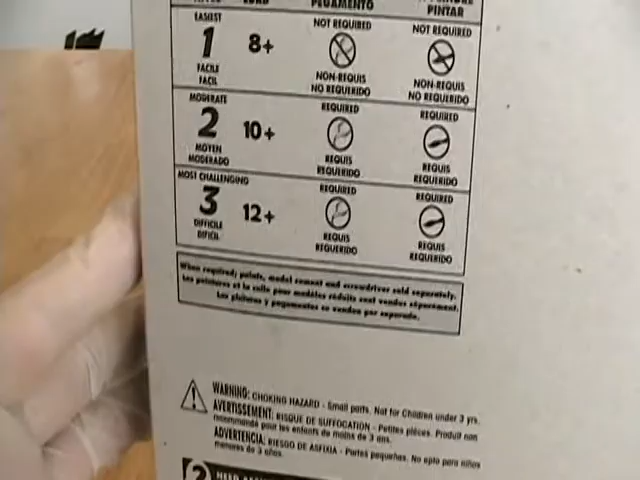 PEGAMENTO
PINTAR
EASIEST
1 8+
FACILE
FACIL
NOT REQUIRED
NON-REQUIS
NO REQUERIDO
NOT REQUIRED
NON-REQUIS
NO REQUERIDO
MODERATE
2 10+
MOYEN
MODERADO
REQUIRED
REQUIS
REQUERIDO
REQUIRED
REQUIS
REQUERIDO
MOST CHALLENGING
3 12+
DIFFICILE
DIFICIL
REQUIRED
REQUIS
REQUERIDO
REQUIRED
REQUIS
REQUERIDO
When required; paints, model cement and screwdriver sold separately.
Les peintures et la colle pour modèles réduits sont vendus séparément.
Las pinturas y pegamentos se venden por separado.
WARNING: CHOKING HAZARD - Small parts. Not for Children under 3 yrs.
AVERTISSEMENT: RISQUE DE SUFFOCATION - Petites pièces. Produit non
recommandé pour les enfants de moins de 3 ans.
ADVERTENCIA: RIESGO DE ASFIXIA - Partes pequeñas. No apto para niños
menores de 3 años.
? NEED